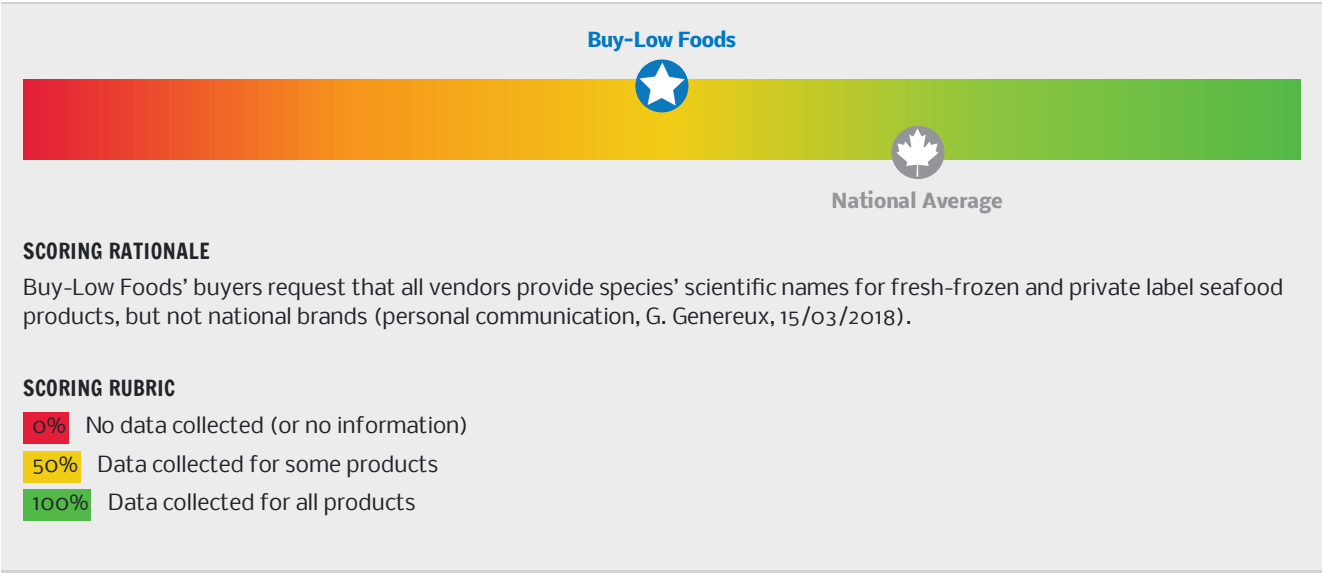 Buy-Low Foods
National Average
SCORING RATIONALE
Buy-Low Foods’ buyers request that all vendors provide species’ scientific names for fresh-frozen and private label seafood
products, but not national brands (personal communication, G. Genereux, 15/03/2018).
SCORING RUBRIC
0% No data collected (or no information)
50% Data collected for some products
100% Data collected for all products